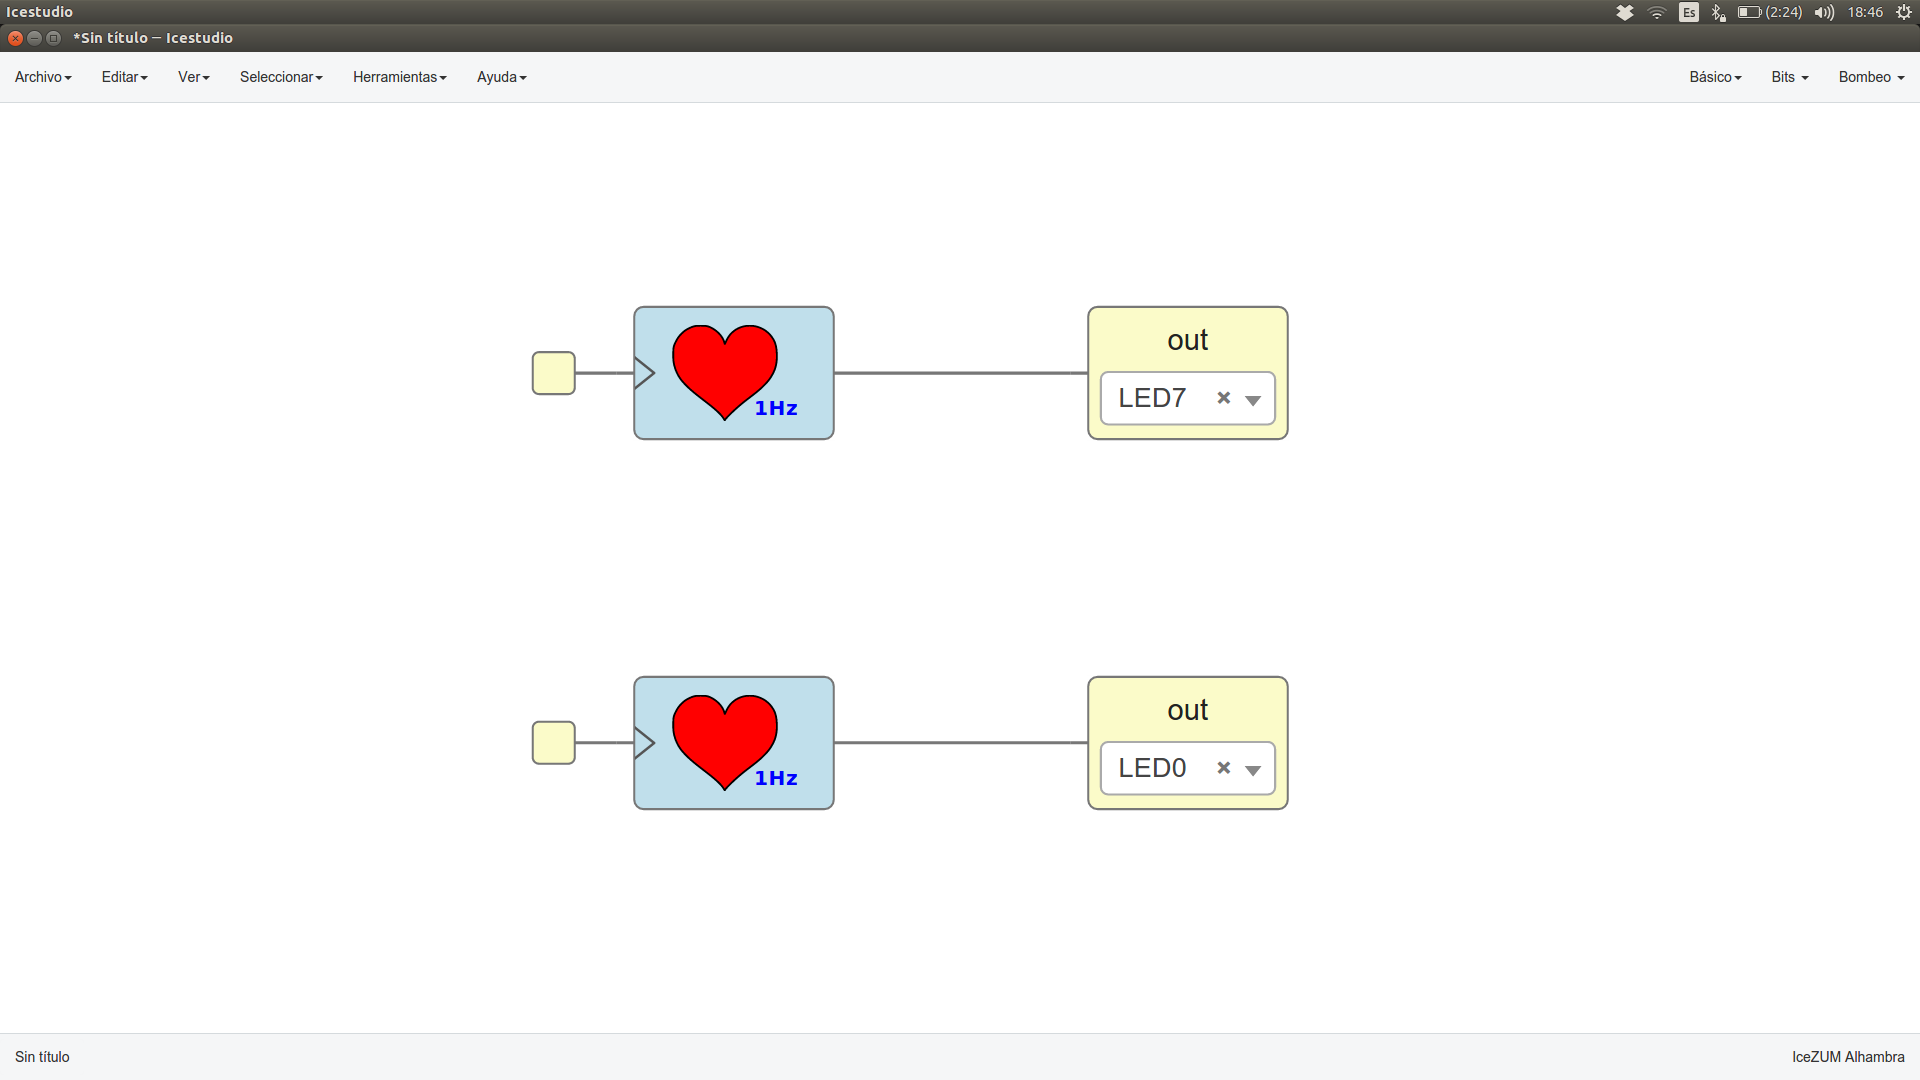 Icestudio
Es
(2:24)
18:46
*Sin título — Icestudio
Archivo
Editar
Ver
Seleccionar
Herramientas
Ayuda
Básico
Bits
Bombeo
1Hz
out
LED7
1Hz
out
LED0
Sin título
IceZUM Alhambra